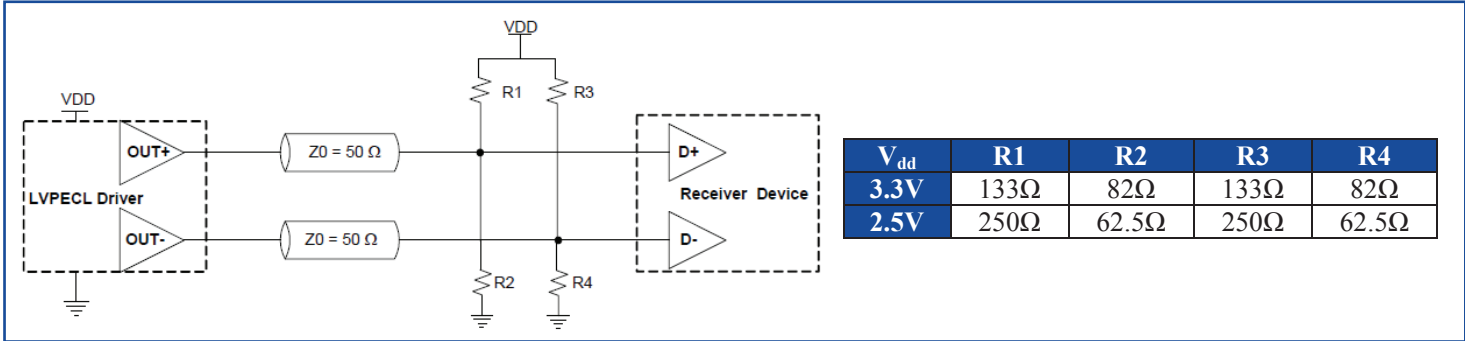 VDD
R1
R3
VDD
OUT+
Z0 = 50 Ω
D+
LVPECL Driver
Receiver Device
OUT-
Z0 = 50 Ω
D-
R2
R4
Vdd R1 R2 R3 R4
3.3V 133Ω 82Ω 133Ω 82Ω
2.5V 250Ω 62.5Ω 250Ω 62.5Ω